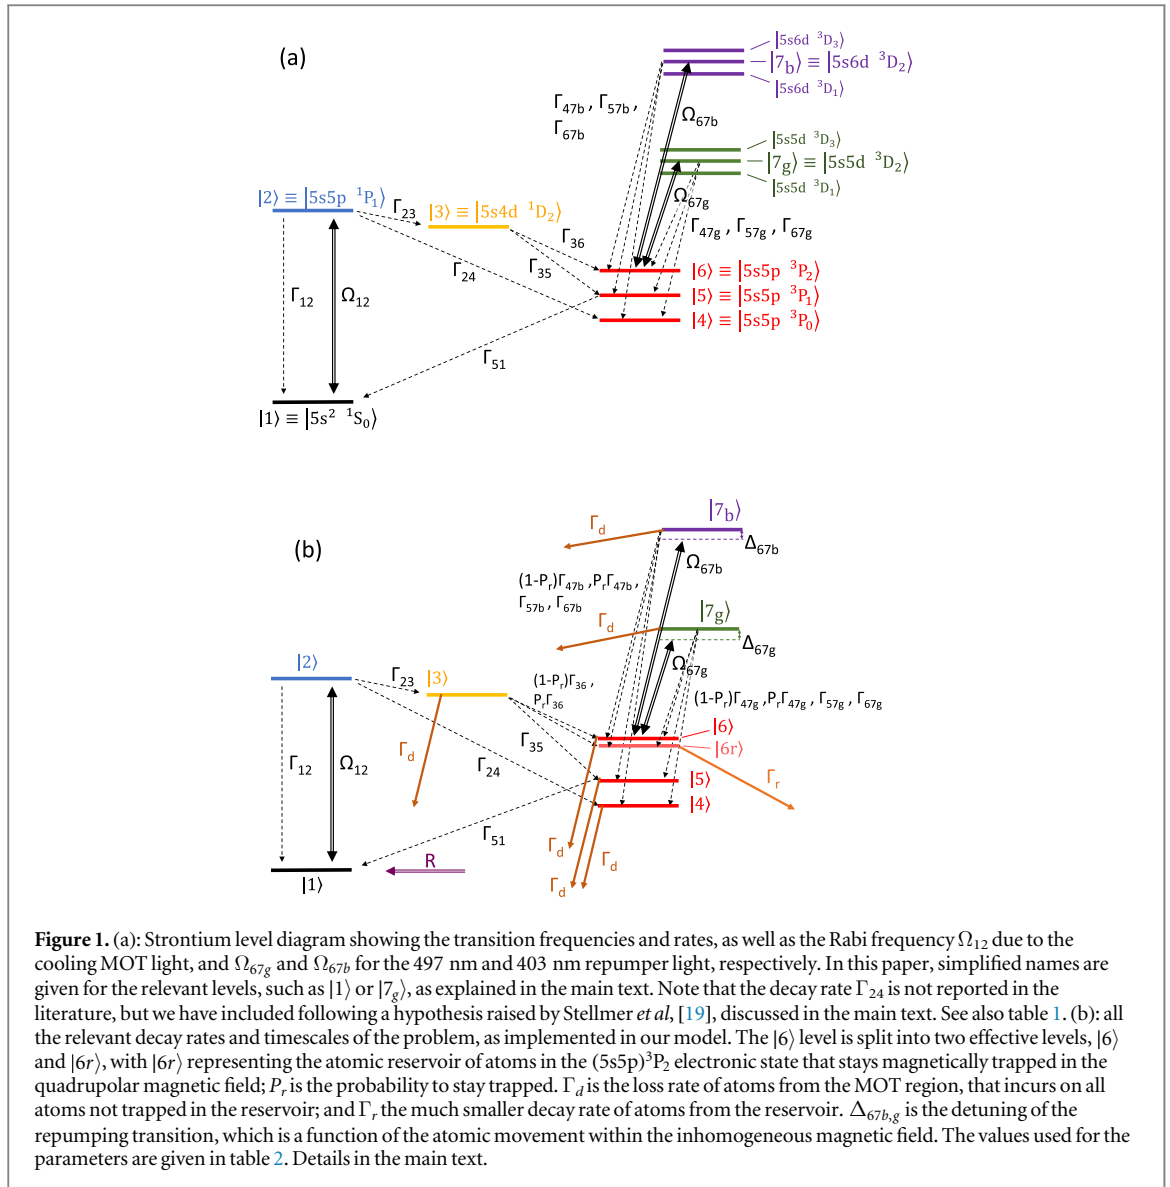 (a)
|5s6d ³D₃⟩
|7_b⟩ ≡ |5s6d ³D₂⟩
|5s6d ³D₁⟩
Γ₄₇b , Γ₅₇b ,
Γ₆₇b
Ω₆₇b
|5s5d ³D₃⟩
|7g⟩ ≡ |5s5d ³D₂⟩
|5s5d ³D₁⟩
Ω₆₇g
Γ₄₇g , Γ₅₇g , Γ₆₇g
|2⟩ ≡ |5s5p ¹P₁⟩
Γ₂₃
|3⟩ ≡ |5s4d ¹D₂⟩
Γ₃₆
Γ₂₄
Γ₃₅
|6⟩ ≡ |5s5p ³P₂⟩
|5⟩ ≡ |5s5p ³P₁⟩
|4⟩ ≡ |5s5p ³P₀⟩
Γ₁₂
Ω₁₂
Γ₅₁
|1⟩ ≡ |5s² ¹S₀⟩
(b)
|7_b⟩
Γd
Δ₆₇b
Ω₆₇b
(1-Pr)Γ₄₇b ,PrΓ₄₇b ,
Γ₅₇b , Γ₆₇b
|7g⟩
Γd
Δ₆₇g
Ω₆₇g
|2⟩
Γ₂₃
|3⟩
(1-Pr)Γ₃₆ ,
PrΓ₃₆
(1-Pr)Γ₄₇g ,PrΓ₄₇g , Γ₅₇g , Γ₆₇g
|6⟩
|6r⟩
Γd
Γ₃₅
Γ₂₄
Γ₁₂
Ω₁₂
Γr
|5⟩
|4⟩
Γ₅₁
Γd
Γd
Γd
R
|1⟩
Figure 1. (a): Strontium level diagram showing the transition frequencies and rates, as well as the Rabi frequency Ω₁₂ due to the
cooling MOT light, and Ω₆₇g and Ω₆₇b for the 497 nm and 403 nm repumper light, respectively. In this paper, simplified names are
given for the relevant levels, such as |1⟩ or |7g⟩, as explained in the main text. Note that the decay rate Γ₂₄ is not reported in the
literature, but we have included following a hypothesis raised by Stellmer et al, [19], discussed in the main text. See also table 1. (b): all
the relevant decay rates and timescales of the problem, as implemented in our model. The |6⟩ level is split into two effective levels, |6⟩
and |6r⟩, with |6r⟩ representing the atomic reservoir of atoms in the (5s5p)³P₂ electronic state that stays magnetically trapped in the
quadrupolar magnetic field; Pr is the probability to stay trapped. Γd is the loss rate of atoms from the MOT region, that incurs on all
atoms not trapped in the reservoir; and Γr the much smaller decay rate of atoms from the reservoir. Δ₆₇b,g is the detuning of the
repumping transition, which is a function of the atomic movement within the inhomogeneous magnetic field. The values used for the
parameters are given in table 2. Details in the main text.